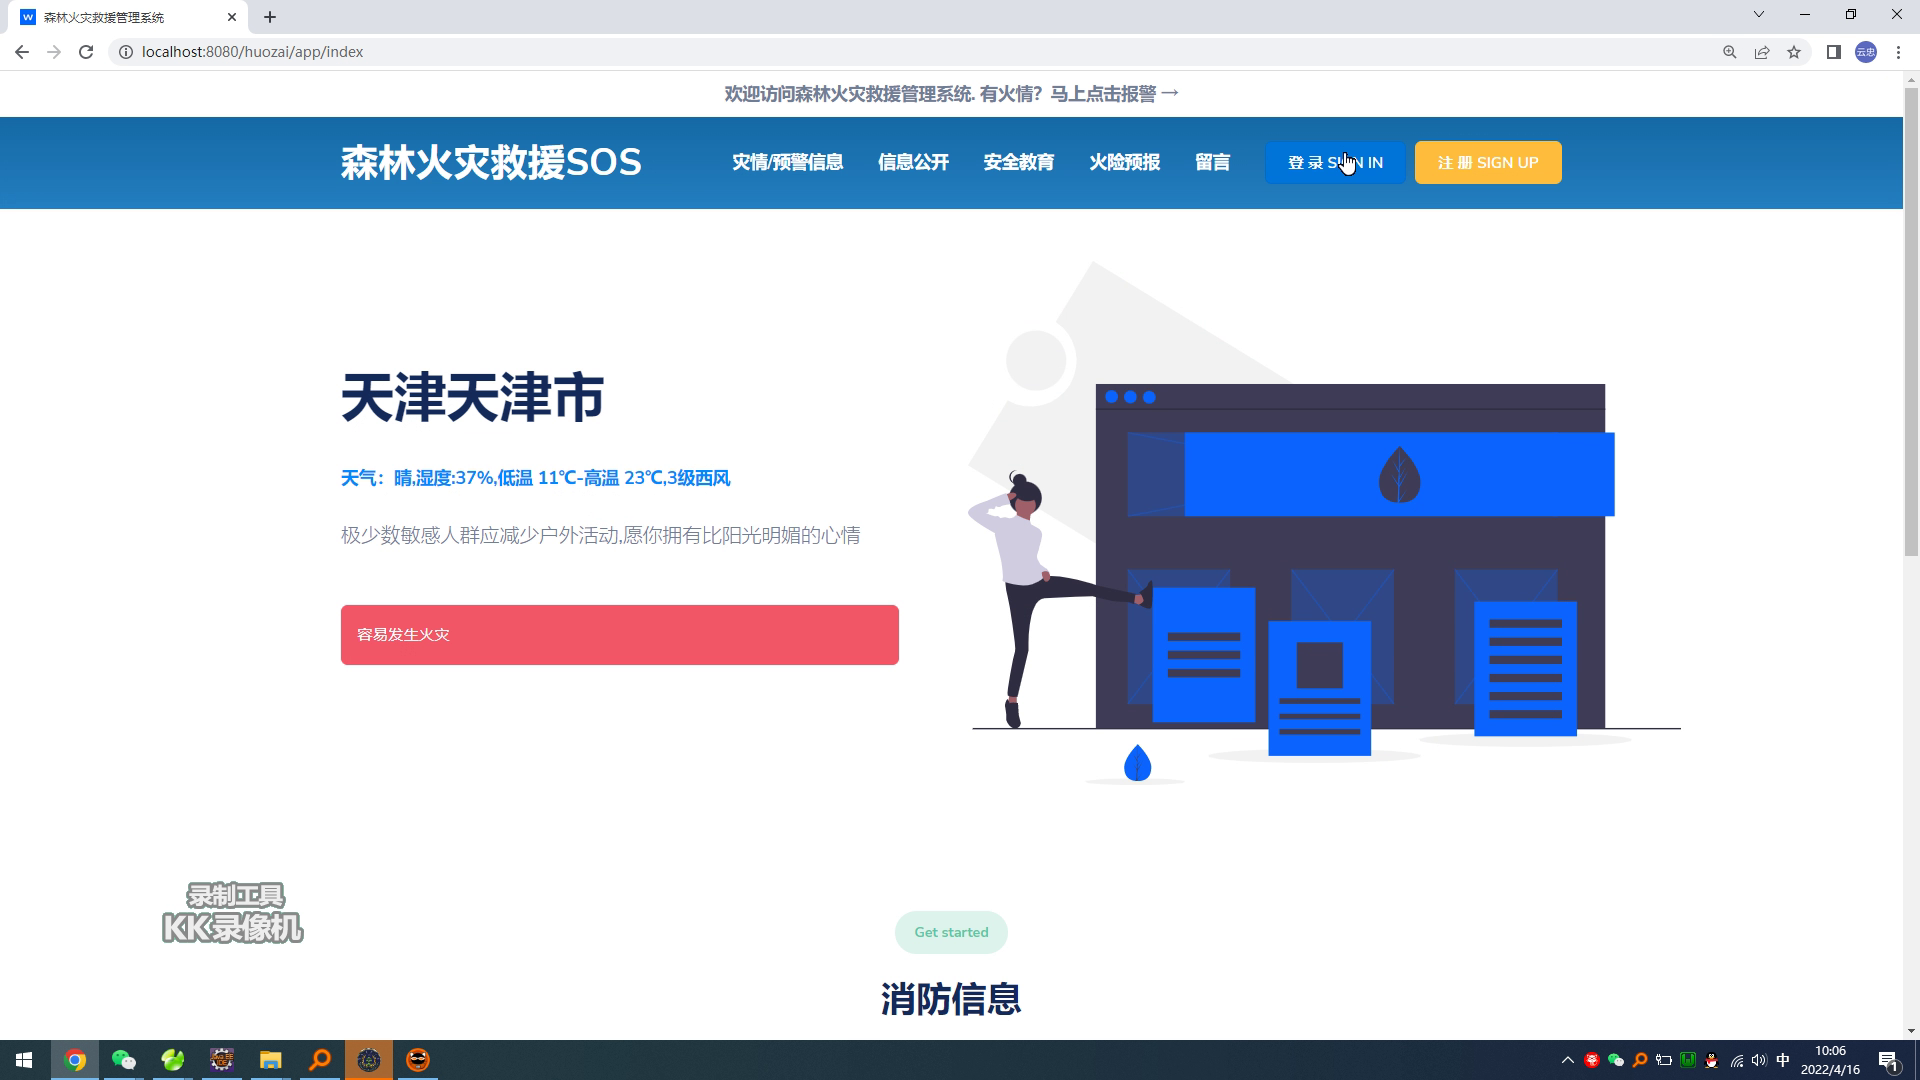 森林火灾救援管理系统
localhost:8080/huozai/app/index
云忠
欢迎访问森林火灾救援管理系统. 有火情？马上点击报警 →
森林火灾救援SOS
灾情/预警信息 信息公开 安全教育 火险预报 留言 登 录 SIGN IN 注 册 SIGN UP
天津天津市
天气：晴,湿度:37%,低温 11℃-高温 23℃,3级西风
极少数敏感人群应减少户外活动,愿你拥有比阳光明媚的心情
容易发生火灾
录制工具
KK录像机
Get started
消防信息
中
10:06
2022/4/16
1